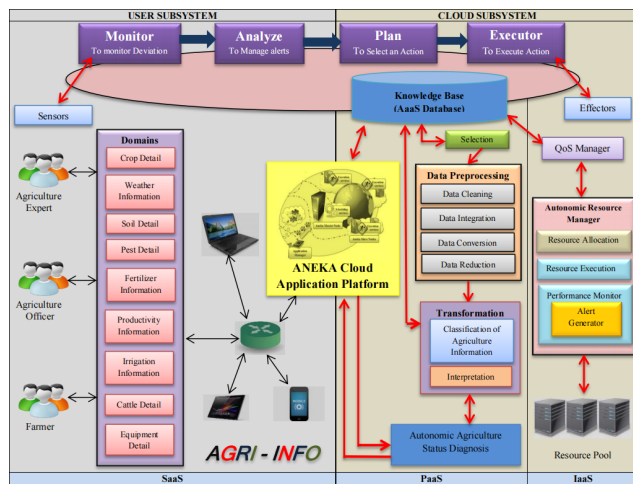 USER SUBSYSTEM
CLOUD SUBSYSTEM
Monitor
To monitor Deviation
Analyze
To Manage alerts
Plan
To Select an Action
Executor
To Execute Action
Knowledge Base
(AaaS Database)
Sensors
Effectors
Selection
QoS Manager
Domains
Crop Detail
Weather
Information
Soil Detail
Pest Detail
Fertilizer
Information
Productivity
Information
Irrigation
Information
Cattle Detail
Equipment
Detail
Agriculture
Expert
Agriculture
Officer
Farmer
ANEKA Cloud
Application Platform
Data Preprocessing
Data Cleaning
Data Integration
Data Conversion
Data Reduction
Transformation
Classification of
Agriculture
Information
Interpretation
Autonomic Agriculture
Status Diagnosis
Autonomic Resource
Manager
Resource Allocation
Resource Execution
Performance Monitor
Alert
Generator
Resource Pool
AGRI - INFO
SaaS
PaaS
IaaS